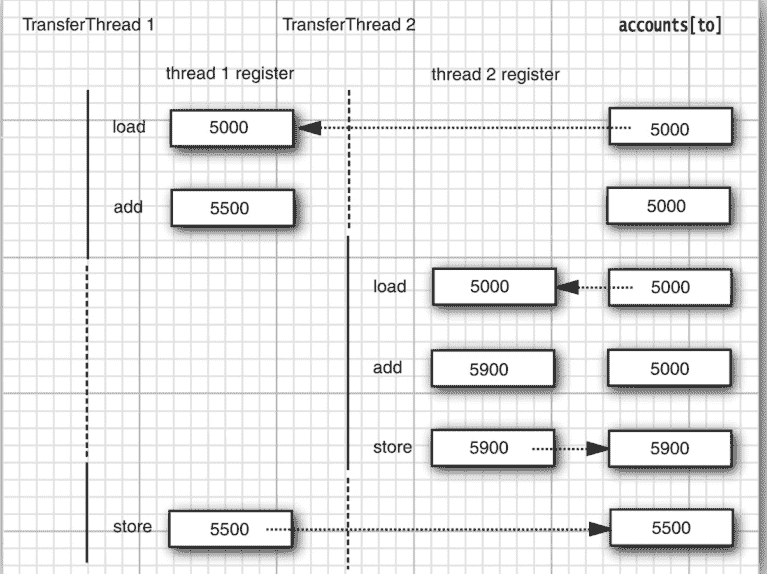 TransferThread 1 TransferThread 2 accounts[to]
thread 1 register thread 2 register
load 5000 5000
add 5500 5000
load 5000 5000
add 5900 5000
store 5900 5900
store 5500 5500